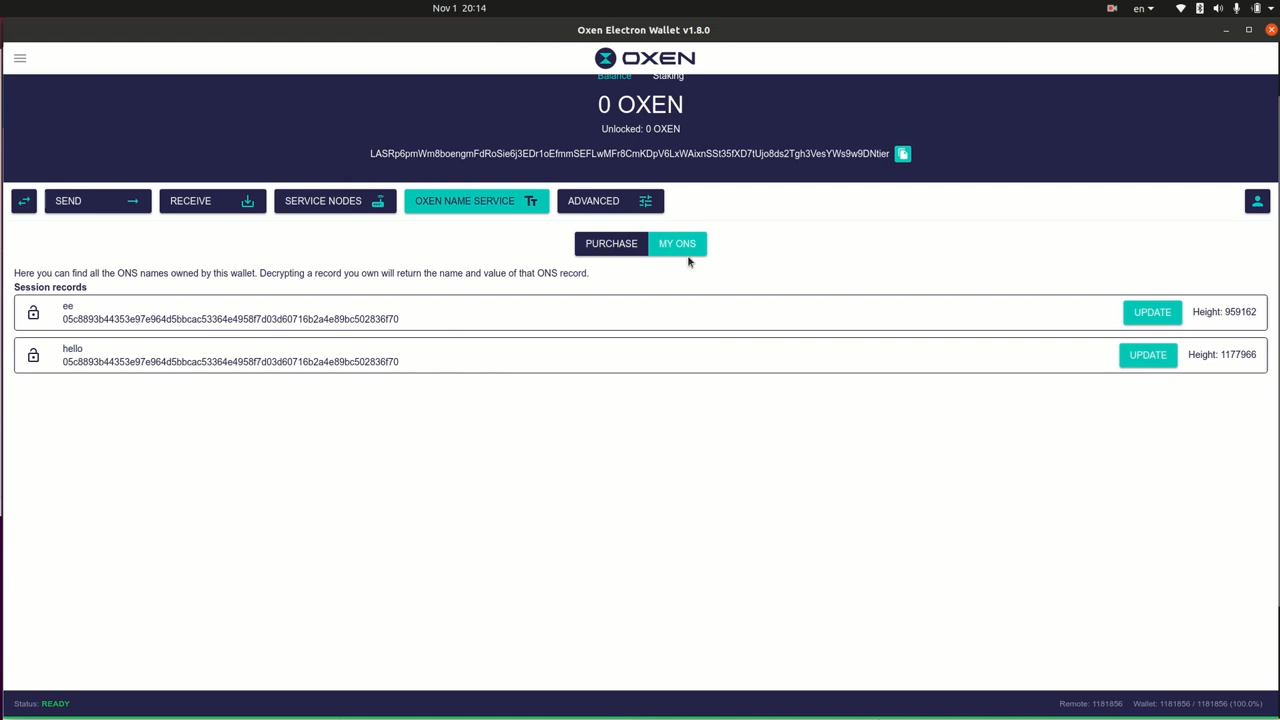 Nov 1 20:14
en
Oxen Electron Wallet v1.8.0
OXEN
Balance Staking
0 OXEN
Unlocked: 0 OXEN
LASRp6pmWm8boengmFdRoSie6j3EDr1oEfmmSEFLwMFr8CmKDpV6LxWAixnSSt35fXD7tUjo8ds2Tgh3VesYWs9w9DNtier
SEND RECEIVE SERVICE NODES OXEN NAME SERVICE Tt ADVANCED
PURCHASE MY ONS
Here you can find all the ONS names owned by this wallet. Decrypting a record you own will return the name and value of that ONS record.
Session records
ee
05c8893b44353e97e964d5bbcac53364e4958f7d03d60716b2a4e89bc502836f70
UPDATE Height: 959162
hello
05c8893b44353e97e964d5bbcac53364e4958f7d03d60716b2a4e89bc502836f70
UPDATE Height: 1177966
Status: READY Remote: 1181856 Wallet: 1181856 / 1181856 (100.0%)